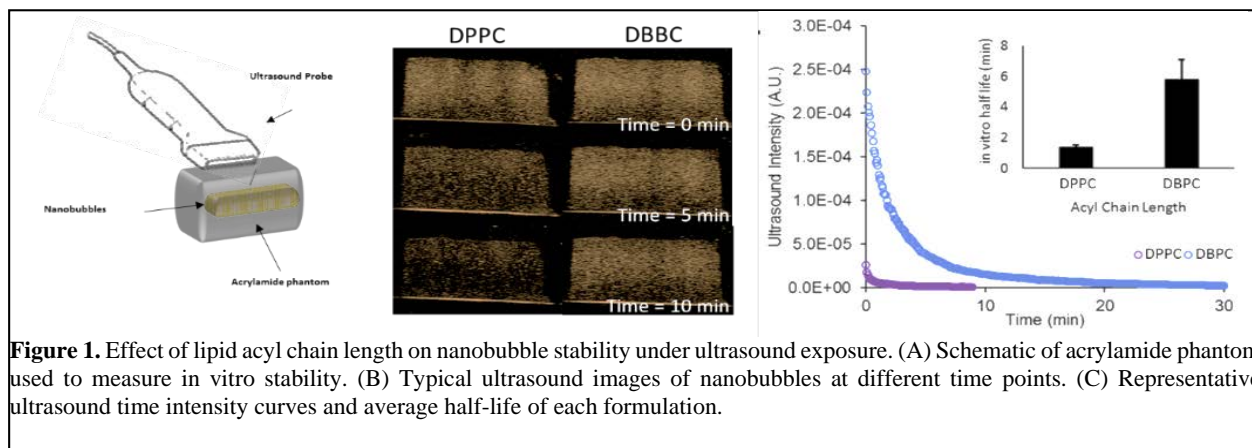 Ultrasound Probe
Nanobubbles
Acrylamide phantom
DPPC DBBC
Time = 0 min
Time = 5 min
Time = 10 min
Ultrasound Intensity (A.U.)
2.5E-04
2.0E-04
1.5E-04
1.0E-04
5.0E-05
0.0E+00
0 10 20 30
Time (min)
in vitro half life (min)
8
6
4
2
0
DPPC DBPC
Acyl Chain Length
DPPC DBPC
Figure 1. Effect of lipid acyl chain length on nanobubble stability under ultrasound exposure. (A) Schematic of acrylamide phantom
used to measure in vitro stability. (B) Typical ultrasound images of nanobubbles at different time points. (C) Representative
ultrasound time intensity curves and average half-life of each formulation.